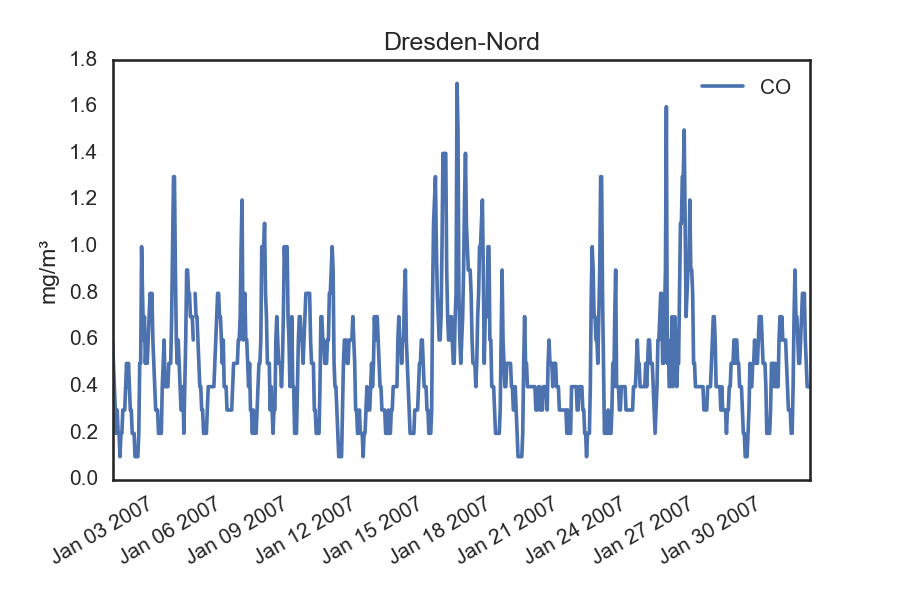 Dresden-Nord
CO
mg/m³
1.8
1.6
1.4
1.2
1.0
0.8
0.6
0.4
0.2
0.0
Jan 03 2007
Jan 06 2007
Jan 09 2007
Jan 12 2007
Jan 15 2007
Jan 18 2007
Jan 21 2007
Jan 24 2007
Jan 27 2007
Jan 30 2007